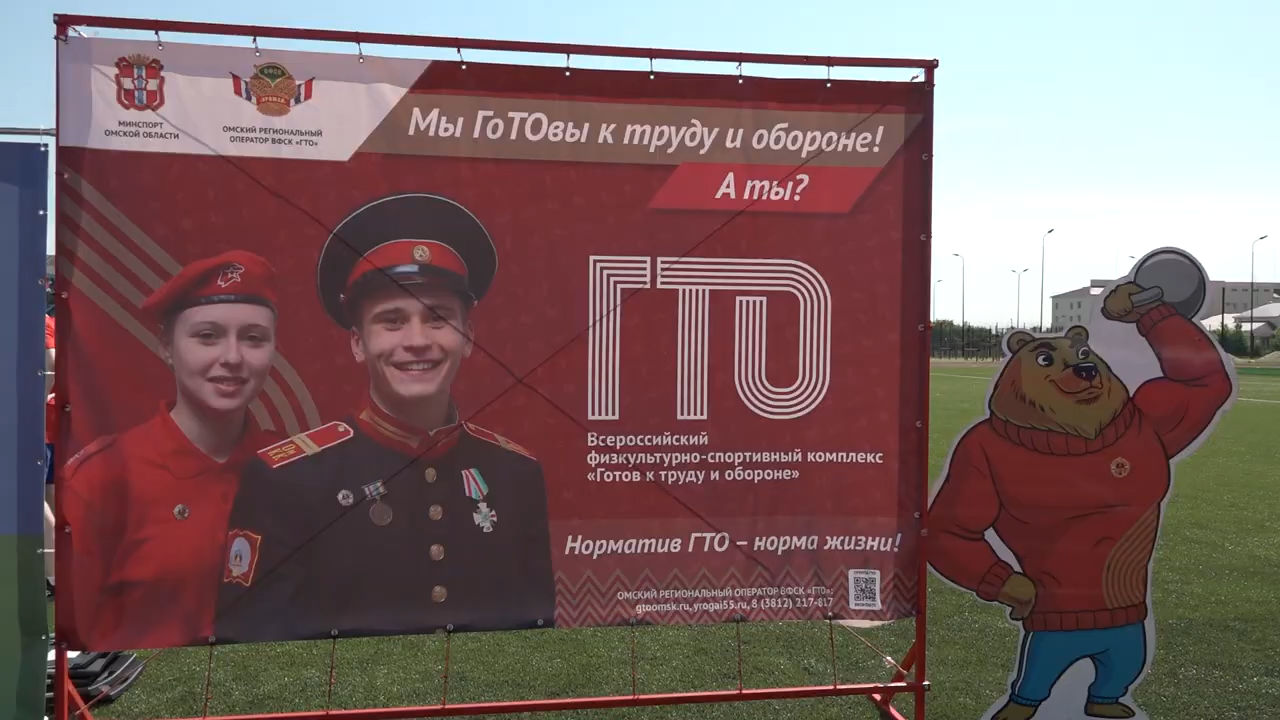 МИНСПОРТ
ОМСКОЙ ОБЛАСТИ
ОМСКИЙ РЕГИОНАЛЬНЫЙ
ОПЕРАТОР ВФСК «ГТО»
Мы ГоТОвы к труду и обороне!
А ты?
ГТО
Всероссийский
физкультурно-спортивный комплекс
«Готов к труду и обороне»
Норматив ГТО – норма жизни!
ОМСКИЙ РЕГИОНАЛЬНЫЙ ОПЕРАТОР ВФСК «ГТО»:
gtoomsk.ru, yrogai55.ru, 8 (3812) 217-817